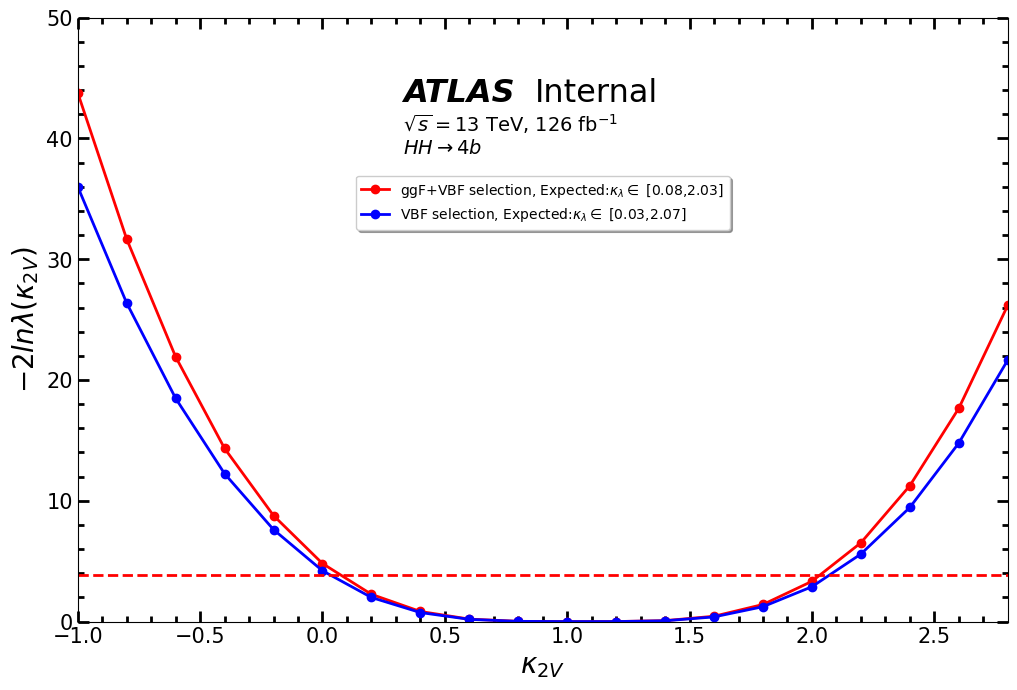 50
40
30
20
10
0
−2lnλ(κ₂V)
ATLAS Internal
√s = 13 TeV, 126 fb⁻¹
HH → 4b
ggF+VBF selection, Expected:κλ ∈ [0.08,2.03]
VBF selection, Expected:κλ ∈ [0.03,2.07]
−1.0 −0.5 0.0 0.5 1.0 1.5 2.0 2.5
κ₂V